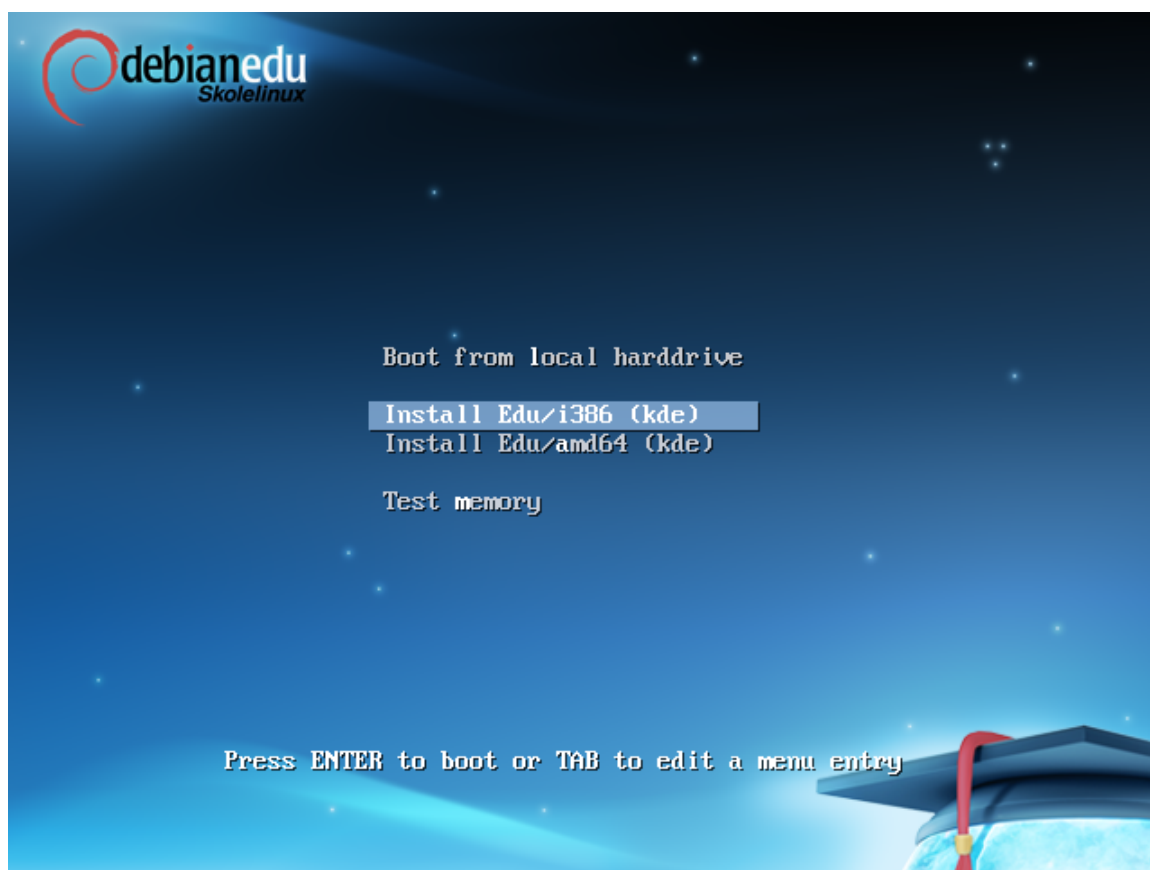 debianedu
Skolelinux
Boot from local harddrive
Install Edu/i386 (kde)
Install Edu/amd64 (kde)
Test memory
Press ENTER to boot or TAB to edit a menu entry